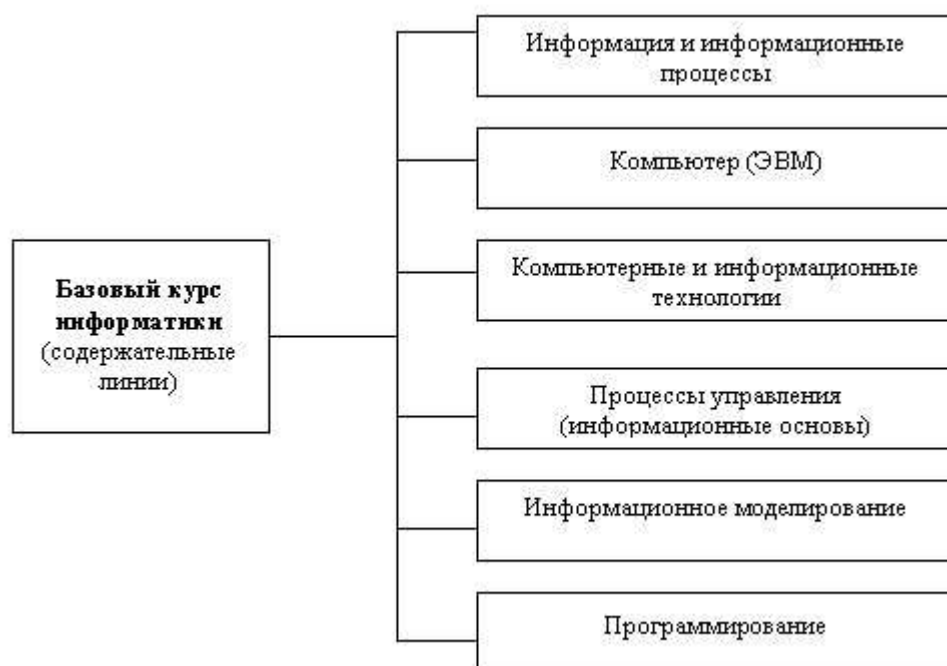 Базовый курс
информатики
(содержательные
линии)
Информация и информационные
процессы
Компьютер (ЭВМ)
Компьютерные и информационные
технологии
Процессы управления
(информационные основы)
Информационное моделирование
Программирование